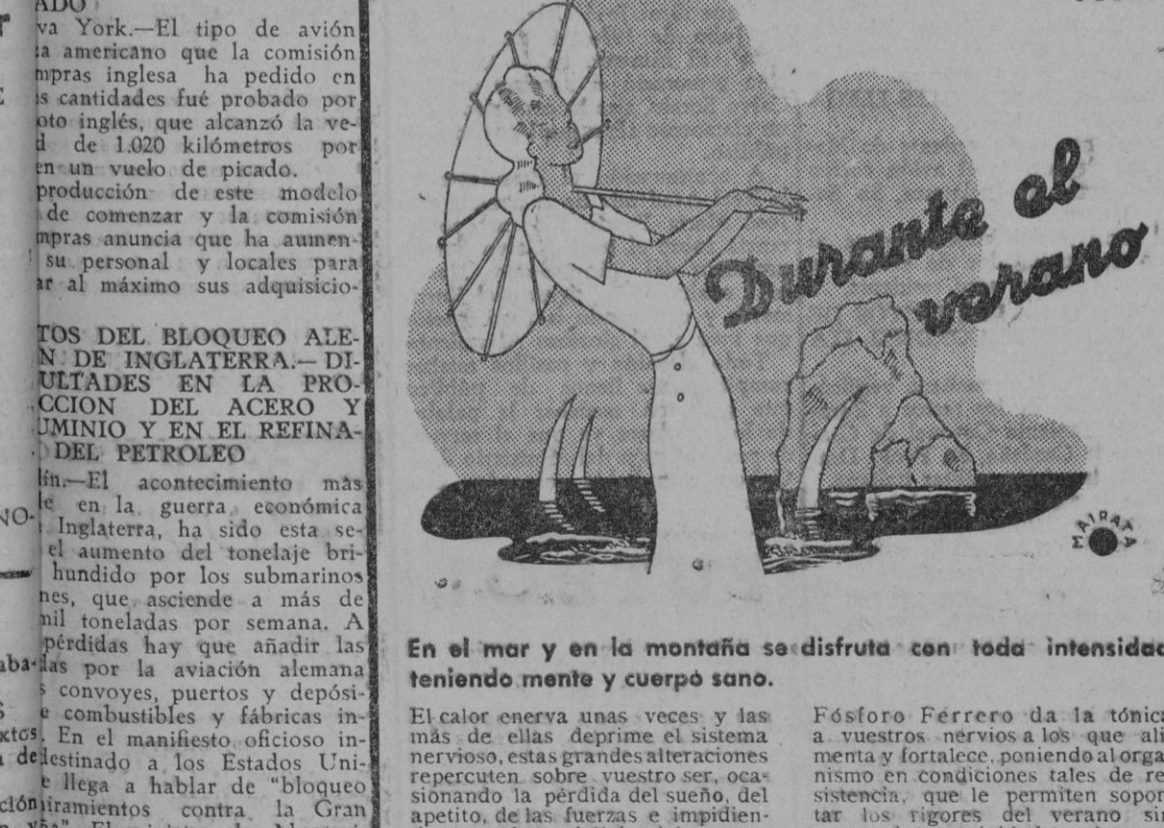 ADO
va York.—El tipo de avión
a americano que la comisión
mpras inglesa ha pedido en
s cantidades fué probado por
oto inglés, que alcanzó la ve-
d de 1.020 kilómetros por
en un vuelo de picado.
producción de este modelo
de comenzar y la comisión
mpras anuncia que ha aumen-
su personal y locales para
ar al máximo sus adquisicio-
TOS DEL BLOQUEO ALE-
N DE INGLATERRA.— DI-
ULTADES EN LA PRO-
CCION DEL ACERO Y
UMINIO Y EN EL REFINA-
DEL PETROLEO
lín.—El acontecimiento más
le en la guerra económica
Inglaterra, ha sido esta se-
el aumento del tonelaje bri-
hundido por los submarinos
nes, que asciende a más de
mil toneladas por semana. A
pérdidas hay que añadir las
das por la aviación alemana
s convoyes, puertos y depósi-
e combustibles y fábricas in-
. En el manifiesto oficioso in-
destinado a los Estados Uni-
e llega a hablar de "bloqueo
iramientos contra la Gran
NO-
aba-
S
xtos
de
ción
Durante el
verano
MAIRATA
En el mar y en la montaña se disfruta con toda intensidad
teniendo mente y cuerpo sano.
El calor enerva unas veces y las
más de ellas deprime el sistema
nervioso, estas grandes alteraciones
repercuten sobre vuestro ser, oca-
sionando la pérdida del sueño, del
apetito, de las fuerzas e impidien-
Fósforo Ferrero da la tónica
a vuestros nervios a los que ali
menta y fortalece, poniendo al orga
nismo en condiciones tales de re
sistencia, que le permiten sopor
tar los rigores del verano sin